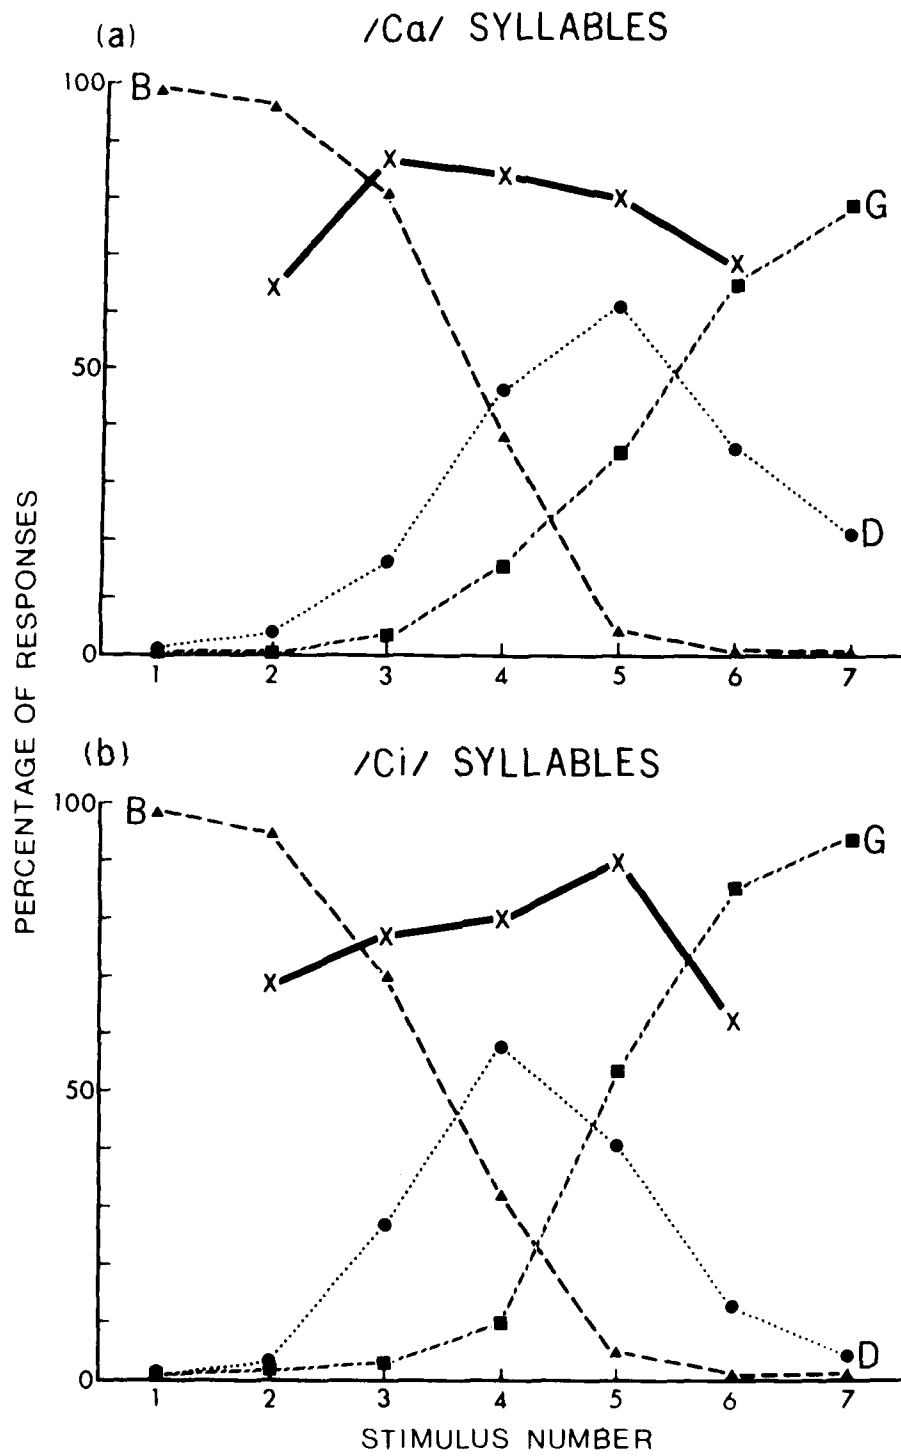 (a) /Ca/ SYLLABLES
100 B
G
50
D
0
1 2 3 4 5 6 7
PERCENTAGE OF RESPONSES
(b) /Ci/ SYLLABLES
100 B
G
50
D
0
1 2 3 4 5 6 7
STIMULUS NUMBER